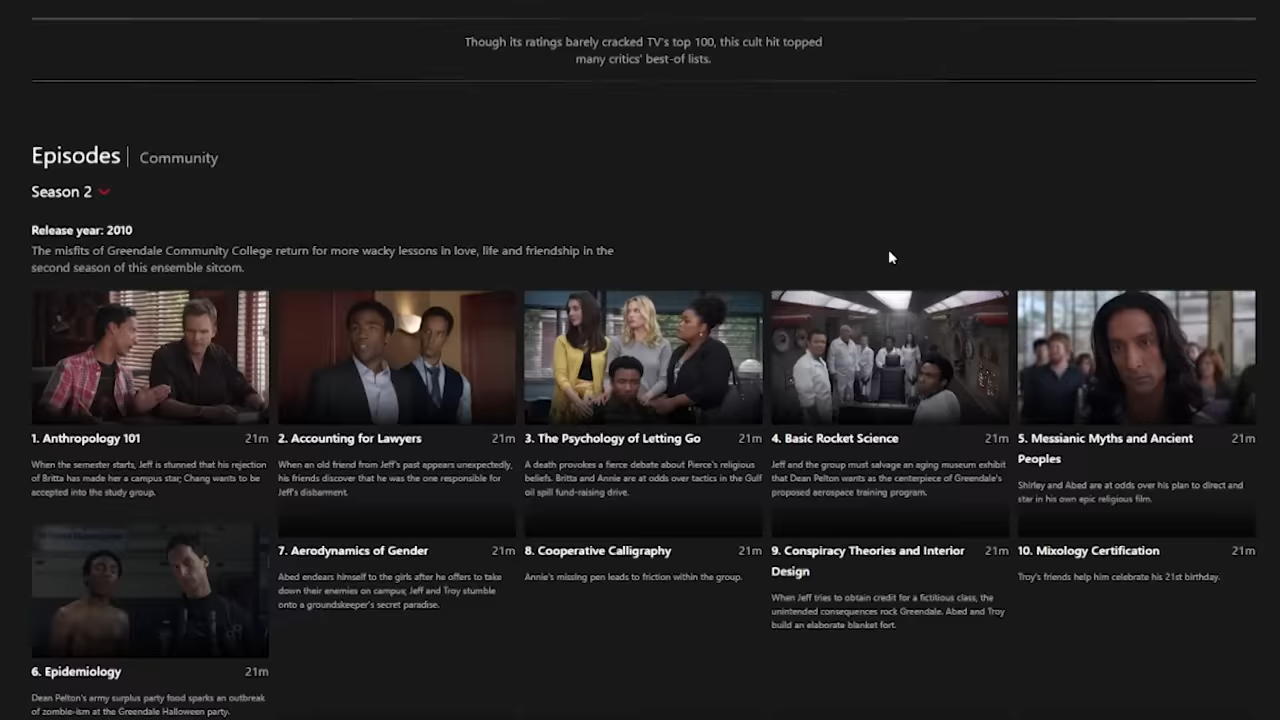 Though its ratings barely cracked TV's top 100, this cult hit topped
many critics' best-of lists.
Episodes | Community
Season 2
Release year: 2010
The misfits of Greendale Community College return for more wacky lessons in love, life and friendship in the
second season of this ensemble sitcom.
1. Anthropology 101 21m
When the semester starts, Jeff is stunned that his rejection
of Britta has made her a campus star; Chang wants to be
accepted into the study group.
2. Accounting for Lawyers 21m
When an old friend from Jeff's past appears unexpectedly,
his friends discover that he was the one responsible for
Jeff's disbarment.
3. The Psychology of Letting Go 21m
A death provokes a fierce debate about Pierce's religious
beliefs. Britta and Annie are at odds over tactics in the Gulf
oil spill fund-raising drive.
4. Basic Rocket Science 21m
Jeff and the group must salvage an aging museum exhibit
that Dean Pelton wants as the centerpiece of Greendale's
proposed aerospace training program.
5. Messianic Myths and Ancient 21m
Peoples
Shirley and Abed are at odds over his plan to direct and
star in his own epic religious film.
6. Epidemiology 21m
Dean Pelton's army surplus party food sparks an outbreak
of zombie-ism at the Greendale Halloween party.
7. Aerodynamics of Gender 21m
Abed endears himself to the girls after he offers to take
down their enemies on campus; Jeff and Troy stumble
onto a groundskeeper's secret paradise.
8. Cooperative Calligraphy 21m
Annie's missing pen leads to friction within the group.
9. Conspiracy Theories and Interior 21m
Design
When Jeff tries to obtain credit for a fictitious class, the
unintended consequences rock Greendale. Abed and Troy
build an elaborate blanket fort.
10. Mixology Certification 21m
Troy's friends help him celebrate his 21st birthday.